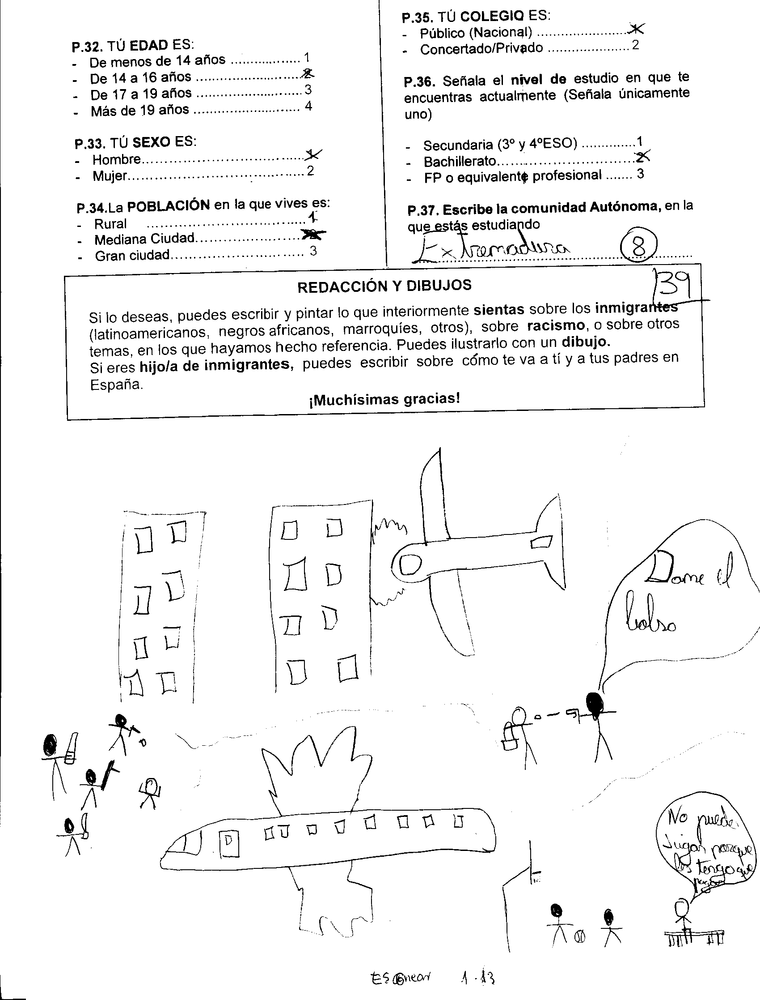 P.32. TÚ EDAD ES:
- De menos de 14 años .................. 1
- De 14 a 16 años ........................... 2
- De 17 a 19 años ........................... 3
- Más de 19 años ........................... 4
P.33. TÚ SEXO ES:
- Hombre....................................... 1
- Mujer.......................................... 2
P.34.La POBLACIÓN en la que vives es:
- Rural .................................... 1
- Mediana Ciudad........................ 2
- Gran ciudad.............................. 3
P.35. TÚ COLEGIO ES:
- Público (Nacional) ...................... 1
- Concertado/Privado .................... 2
P.36. Señala el nivel de estudio en que te
encuentras actualmente (Señala únicamente
uno)
- Secundaria (3º y 4ºESO) ..............1
- Bachillerato..................................2
- FP o equivalente profesional ....... 3
P.37. Escribe la comunidad Autónoma, en la
que estás estudiando
Extremadura 8
139
REDACCIÓN Y DIBUJOS
Si lo deseas, puedes escribir y pintar lo que interiormente sientas sobre los inmigrantes
(latinoamericanos, negros africanos, marroquíes, otros), sobre racismo, o sobre otros
temas, en los que hayamos hecho referencia. Puedes ilustrarlo con un dibujo.
Si eres hijo/a de inmigrantes, puedes escribir sobre cómo te va a tí y a tus padres en
España.
¡Muchísimas gracias!
Dame el
bolso
No puede
Jugar porque
los tengo que
pagar
Escanear 1.13